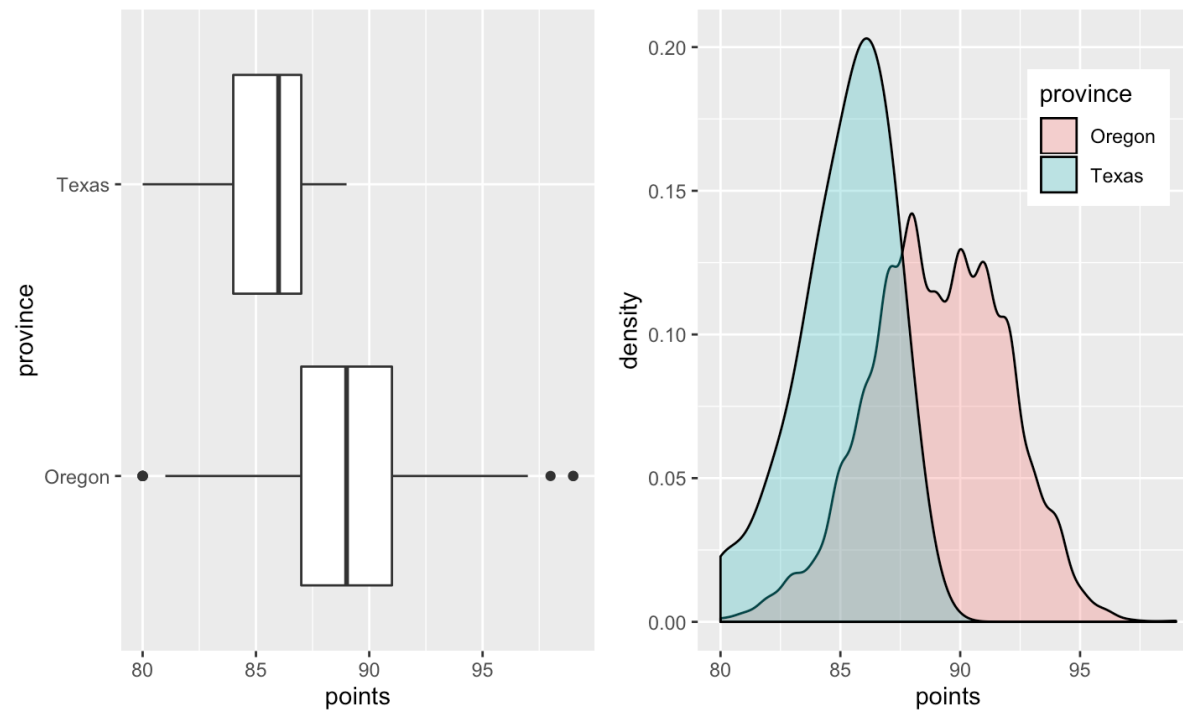 province
Texas
Oregon
80
85
90
95
points
density
0.20
0.15
0.10
0.05
0.00
province
Oregon
Texas
80
85
90
95
points